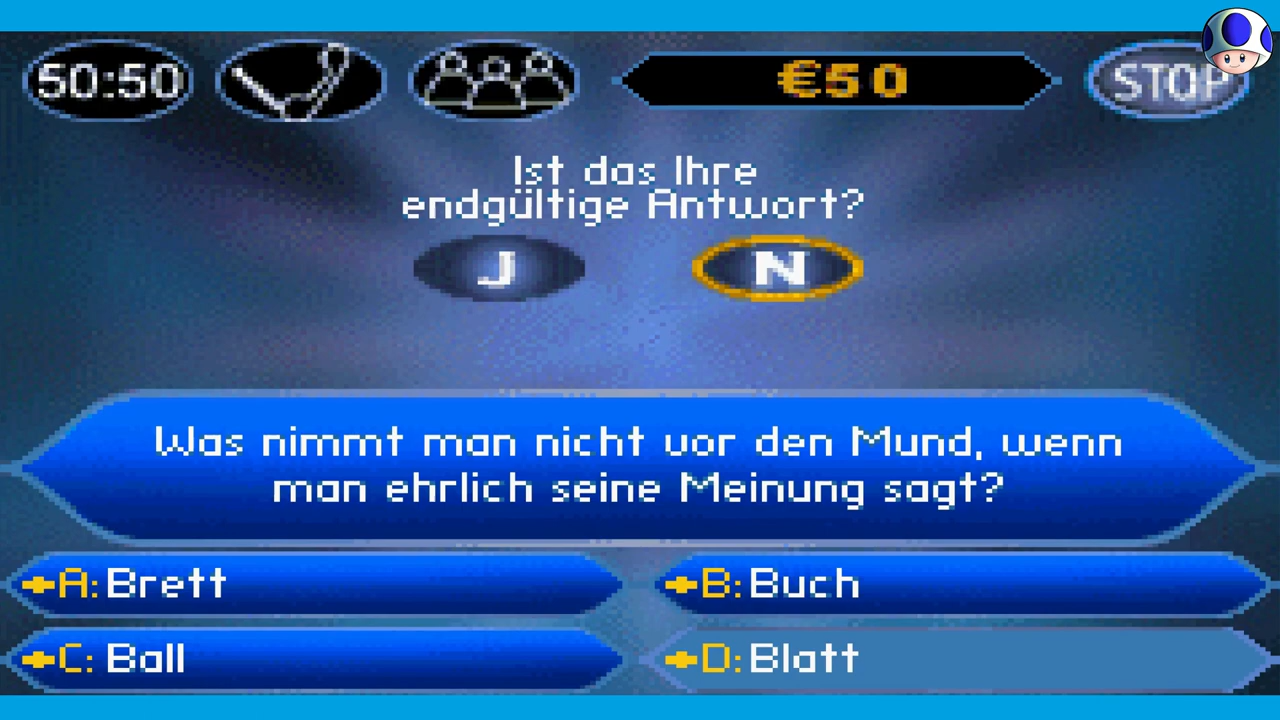 50:50
€50
STOP
Ist das Ihre
endgültige Antwort?
J
N
Was nimmt man nicht vor den Mund, wenn
man ehrlich seine Meinung sagt?
A: Brett
B: Buch
C: Ball
D: Blatt